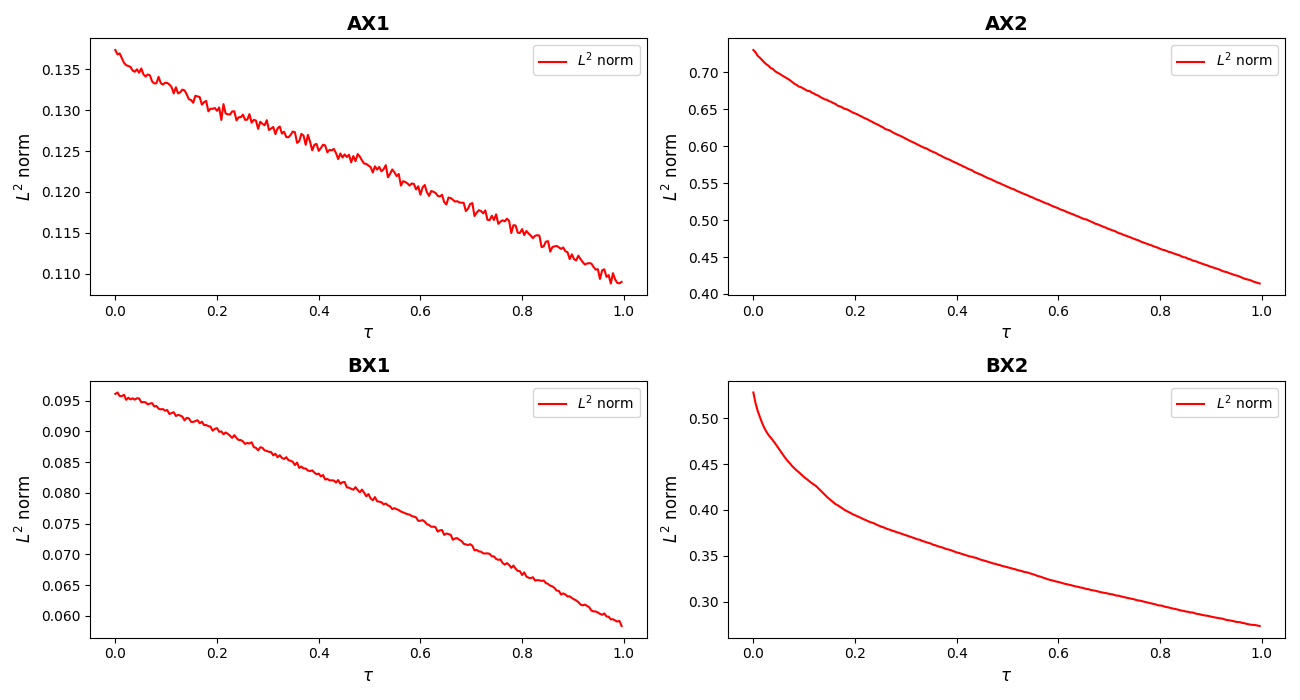 AX1
L² norm
0.135
0.130
0.125
0.120
0.115
0.110
L² norm
0.0 0.2 0.4 0.6 0.8 1.0
τ
AX2
L² norm
0.70
0.65
0.60
0.55
0.50
0.45
0.40
L² norm
0.0 0.2 0.4 0.6 0.8 1.0
τ
BX1
L² norm
0.095
0.090
0.085
0.080
0.075
0.070
0.065
0.060
L² norm
0.0 0.2 0.4 0.6 0.8 1.0
τ
BX2
L² norm
0.50
0.45
0.40
0.35
0.30
L² norm
0.0 0.2 0.4 0.6 0.8 1.0
τ